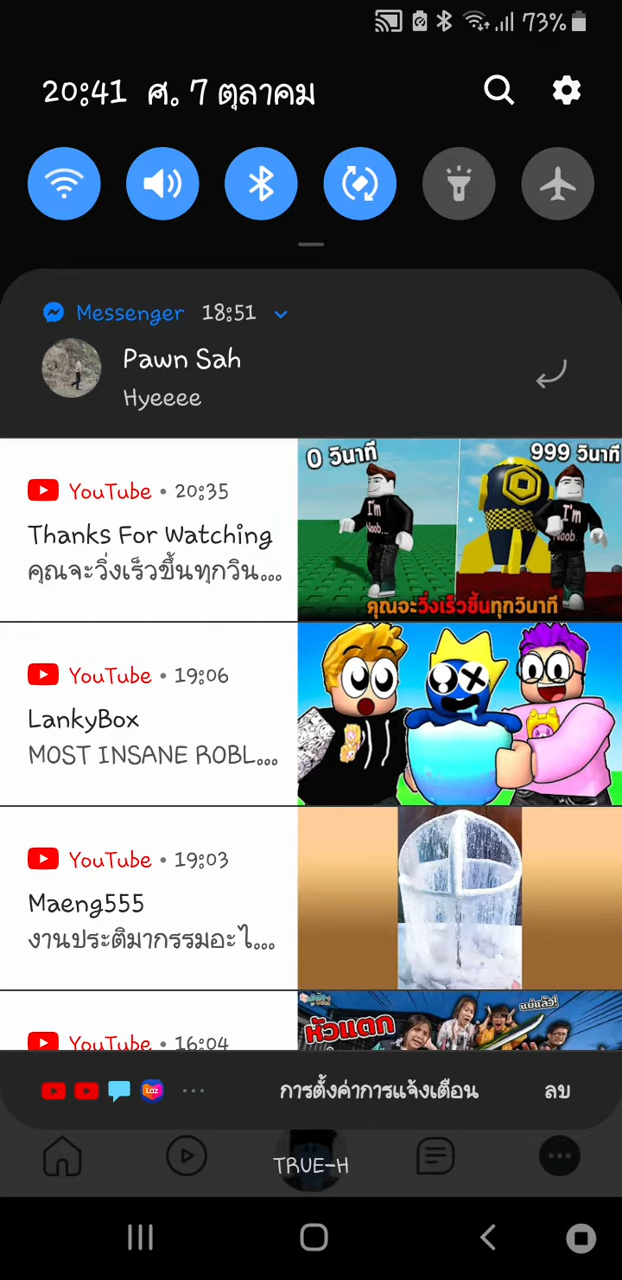 73%
20:41 ศ. 7 ตุลาคม
Messenger 18:51
Pawn Sah
Hyeeee
YouTube • 20:35
Thanks For Watching
คุณจะวิ่งเร็วขึ้นทุกวิน...
0 วินาที
999 วินาที
I'm
Noob...
I'm
Noob.
คุณจะวิ่งเร็วขึ้นทุกวินาที
YouTube • 19:06
LankyBox
MOST INSANE ROBL...
YouTube • 19:03
Maeng555
งานประติมากรรมอะไ...
YouTube • 16:04
หัวแตก
แย่แล้ว!
Laz
การตั้งค่าการแจ้งเตือน
ลบ
TRUE-H